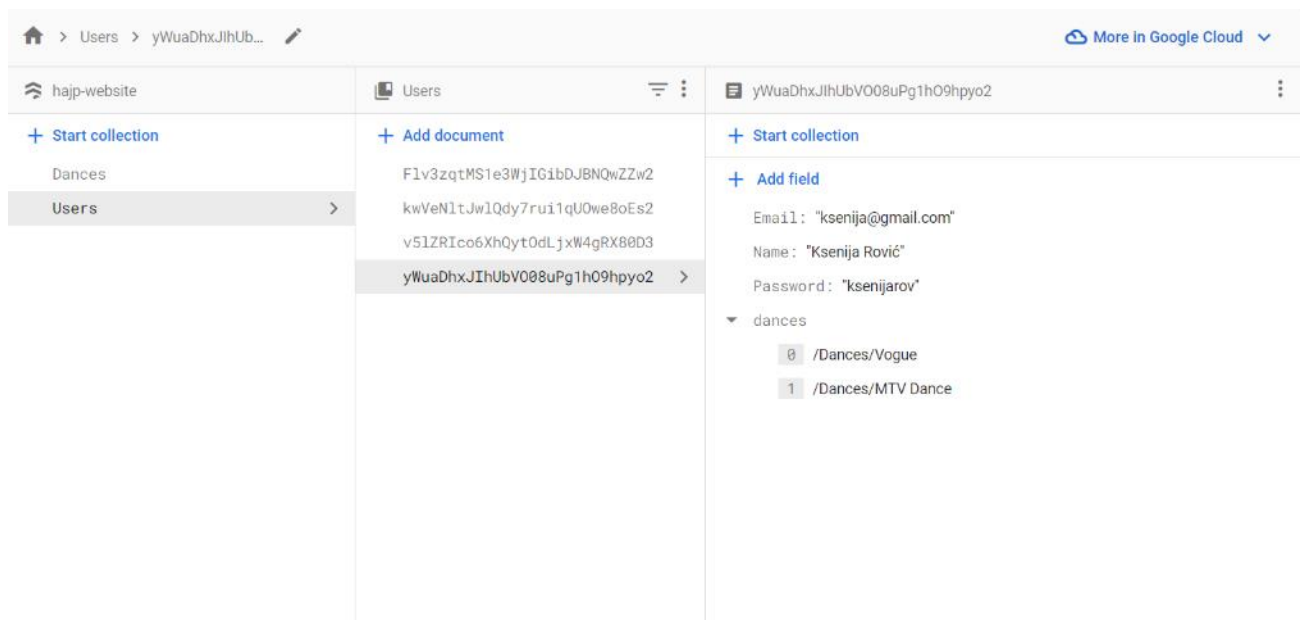 Users > yWuaDhxJIhUb...
More in Google Cloud
hajp-website
Start collection
Dances
Users
Users
Add document
Flv3zqtMS1e3WjIGibDJBNQwZZw2
kwVeNltJwlQdy7rui1qUOwe8oEs2
v5lZRIco6XhQytOdLjxW4gRX80D3
yWuaDhxJIhUbVO08uPg1hO9hpyo2
yWuaDhxJIhUbVO08uPg1hO9hpyo2
Start collection
Add field
Email: "ksenija@gmail.com"
Name: "Ksenija Rović"
Password: "ksenijarov"
dances
0 /Dances/Vogue
1 /Dances/MTV Dance